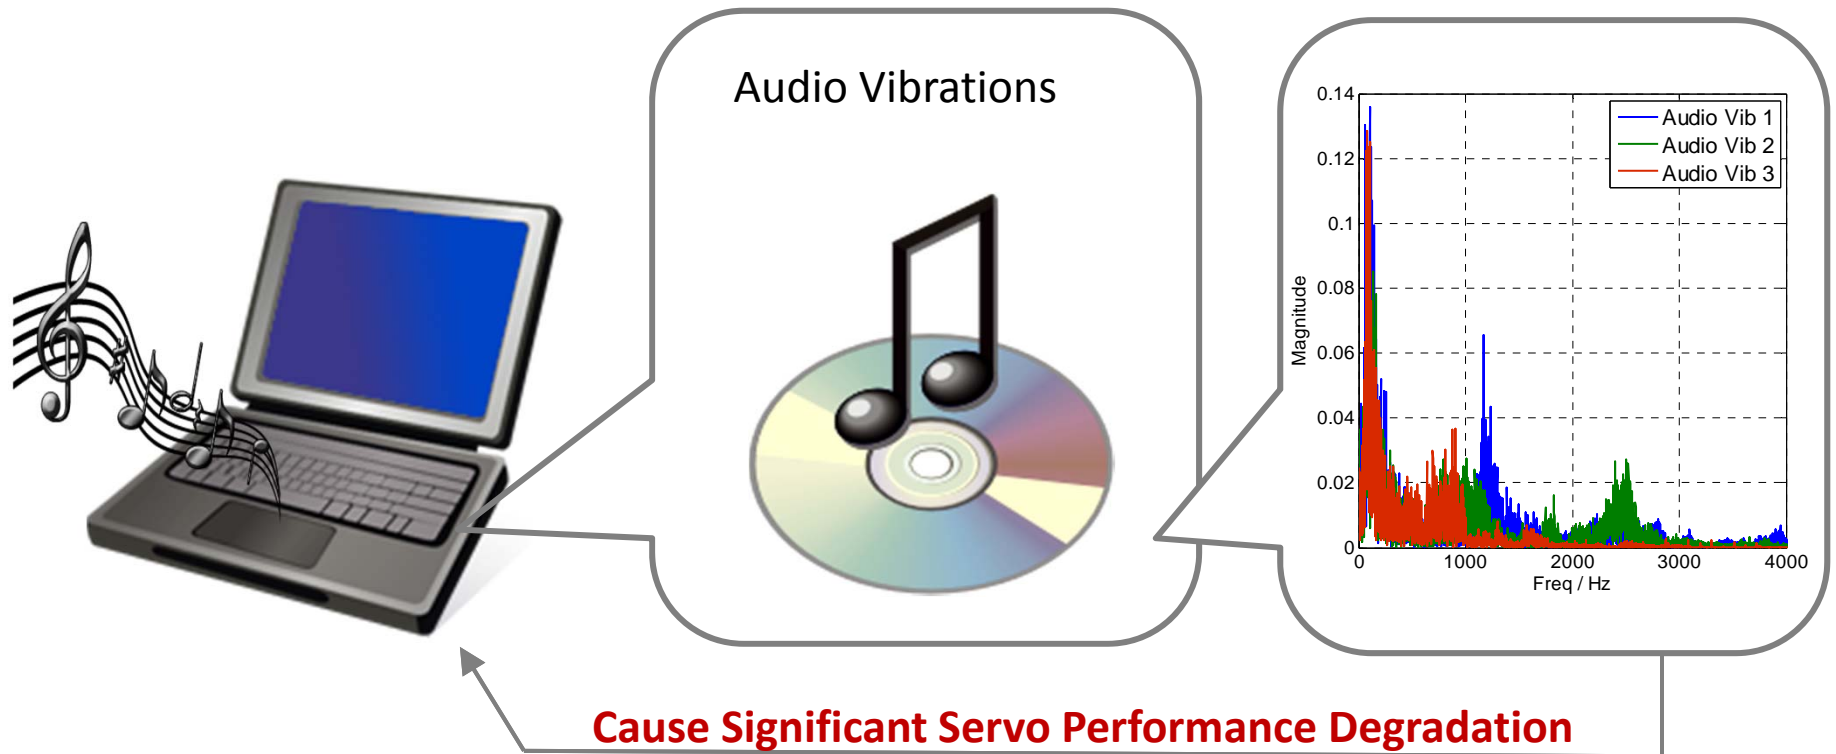 Audio Vibrations
0.14
0.12
0.1
0.08
0.06
0.04
0.02
0
Magnitude
Audio Vib 1
Audio Vib 2
Audio Vib 3
0 1000 2000 3000 4000
Freq / Hz
Cause Significant Servo Performance Degradation